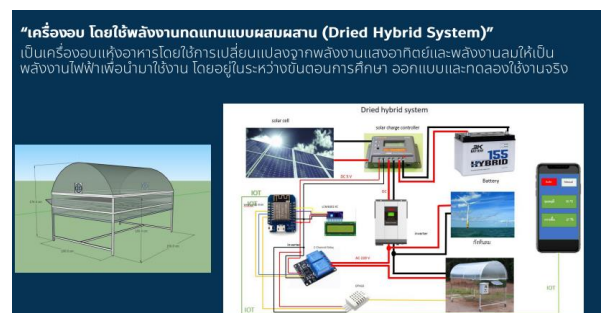 “เครื่องอบ โดยใช้พลังงานทดแทนแบบผสมผสาน (Dried Hybrid System)”
เป็นเครื่องอบแห้งอาหารโดยใช้การเปลี่ยนแปลงจากพลังงานแสงอาทิตย์และพลังงานลมให้เป็น
พลังงานไฟฟ้าเพื่อนำมาใช้งาน โดยอยู่ในระหว่างขั้นตอนการศึกษา ออกแบบและทดลองใช้งานจริง
Dried hybrid system
solar cell
solar charge controller
3K
155
HYBRID
Battery
DC 5 V
DC
IOT
IOT
inverter
กังหันลม
AC 220 V
IOT
IOT